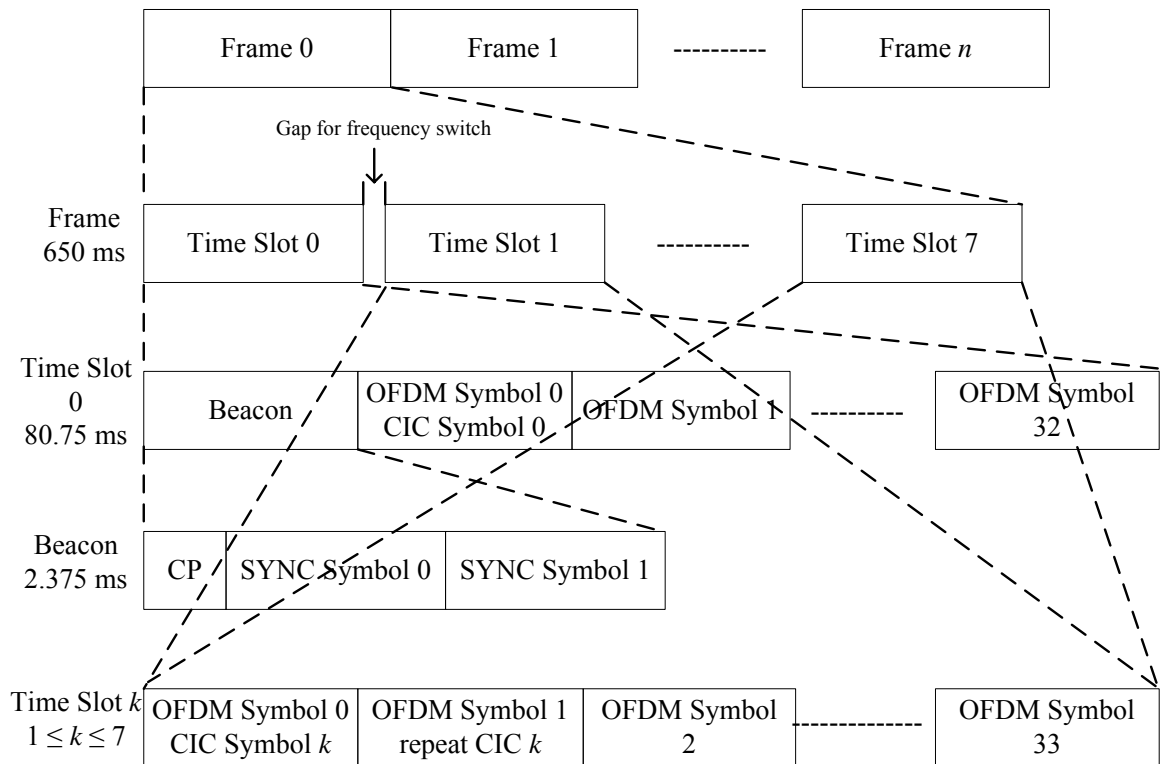 Frame 0
Frame 1
Frame n
Gap for frequency switch
Frame
650 ms
Time Slot 0
Time Slot 1
Time Slot 7
Time Slot
0
80.75 ms
Beacon
OFDM Symbol 0
CIC Symbol 0
OFDM Symbol 1
OFDM Symbol
32
Beacon
2.375 ms
CP
SYNC Symbol 0
SYNC Symbol 1
Time Slot k
1 ≤ k ≤ 7
OFDM Symbol 0
CIC Symbol k
OFDM Symbol 1
repeat CIC k
OFDM Symbol
2
OFDM Symbol
33